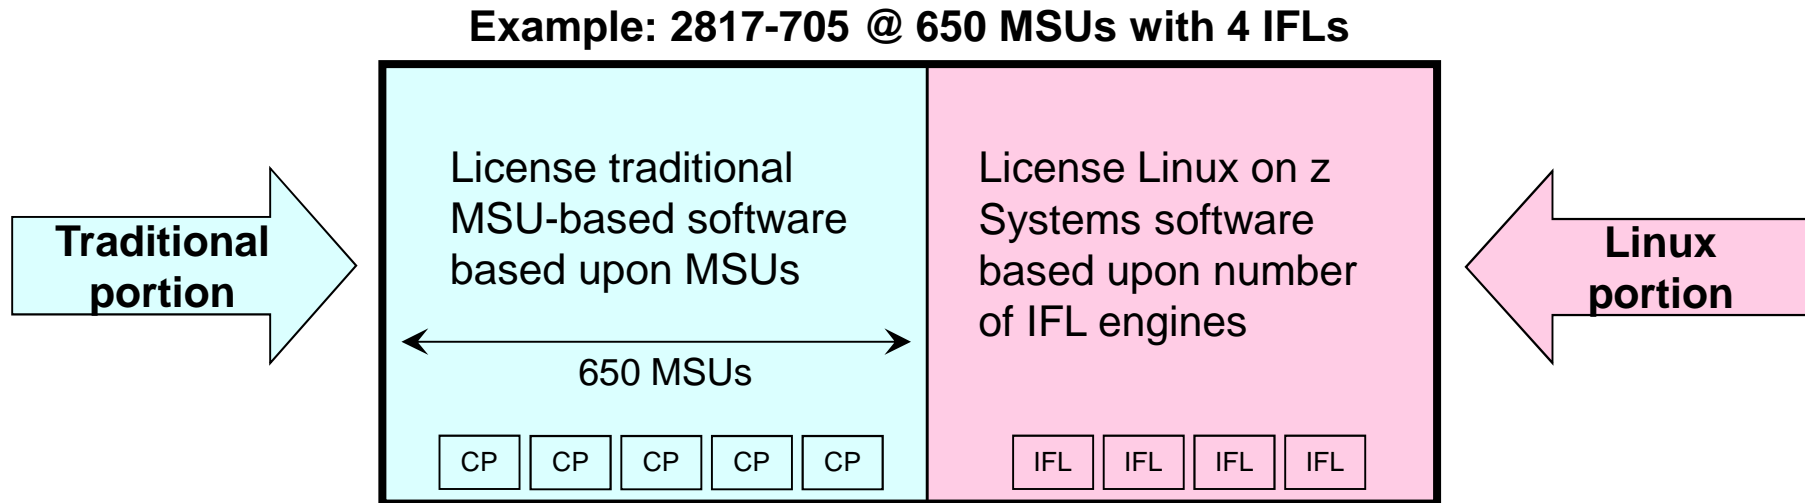 Example: 2817-705 @ 650 MSUs with 4 IFLs
Traditional
portion
License traditional
MSU-based software
based upon MSUs
650 MSUs
CP CP CP CP CP
License Linux on z
Systems software
based upon number
of IFL engines
IFL IFL IFL IFL
Linux
portion